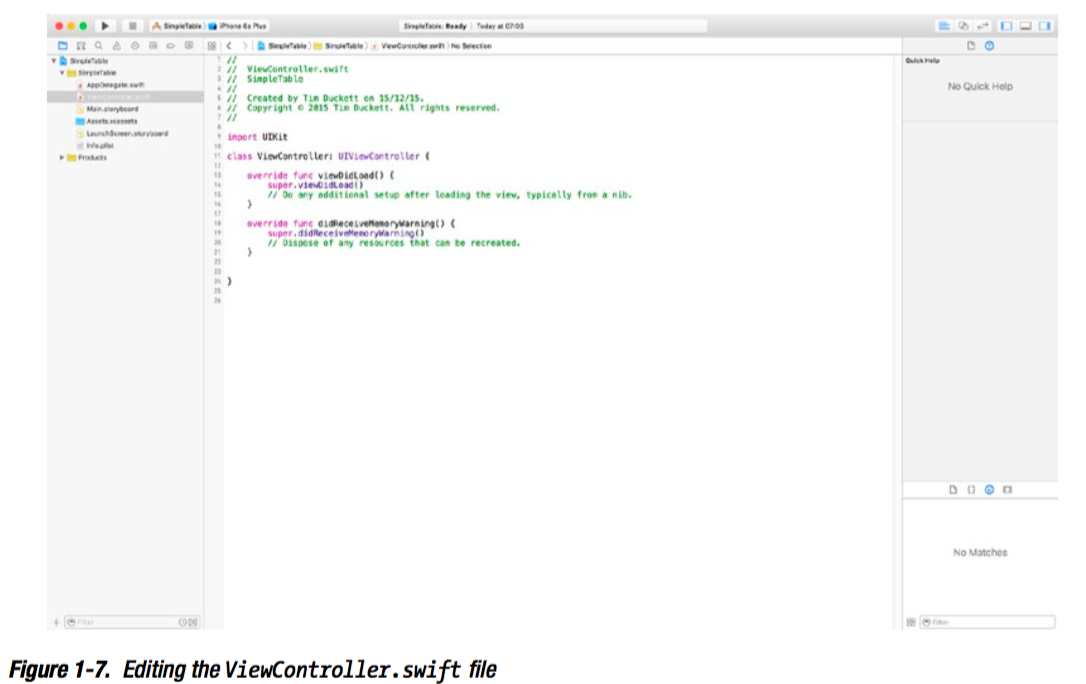 SimpleTable iPhone 6s Plus
SimpleTable: Ready | Today at 07:00
SimpleTable SimpleTable ViewController.swift No Selection
SimpleTable
SimpleTable
AppDelegate.swift
ViewController.swift
Main.storyboard
Assets.xcassets
LaunchScreen.storyboard
Info.plist
Products
Filter
1 //
2 // ViewController.swift
3 // SimpleTable
4 //
5 // Created by Tim Duckett on 15/12/15.
6 // Copyright © 2015 Tim Duckett. All rights reserved.
7 //
8
9 import UIKit
10
11 class ViewController: UIViewController {
12
13 override func viewDidLoad() {
14 super.viewDidLoad()
15 // Do any additional setup after loading the view, typically from a nib.
16 }
17
18 override func didReceiveMemoryWarning() {
19 super.didReceiveMemoryWarning()
20 // Dispose of any resources that can be recreated.
21 }
22
23
24 }
25
26
Quick Help
No Quick Help
{}
No Matches
Filter
Figure 1-7. Editing the ViewController.swift file